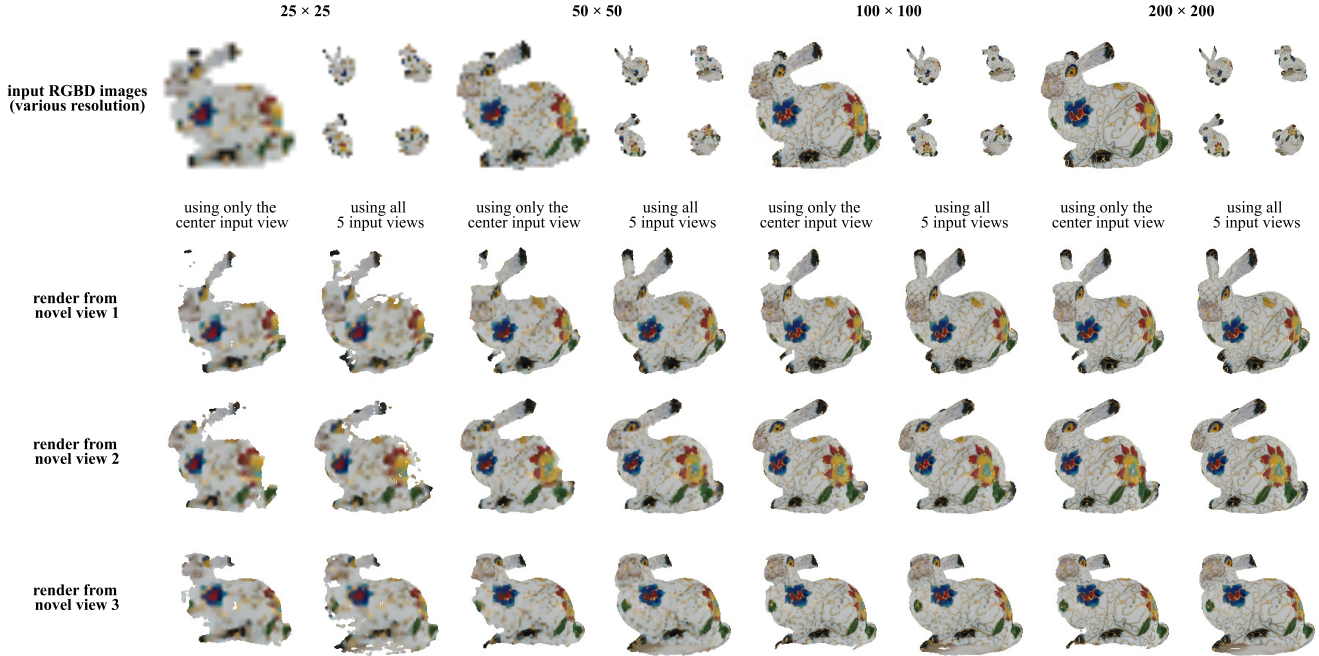 25 × 25
50 × 50
100 × 100
200 × 200
input RGBD images
(various resolution)
using only the
center input view
using all
5 input views
using only the
center input view
using all
5 input views
using only the
center input view
using all
5 input views
using only the
center input view
using all
5 input views
render from
novel view 1
render from
novel view 2
render from
novel view 3